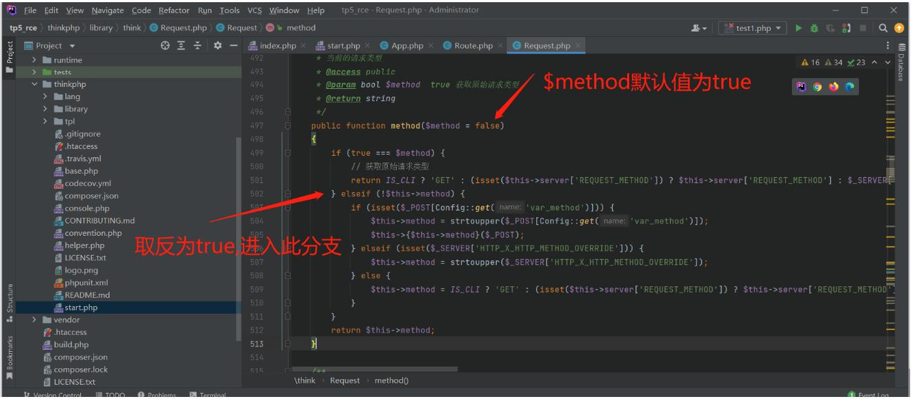 File Edit View Navigate Code Refactor Run Tools VCS Window Help tp5_rce - Request.php - Administrator
tp5_rce thinkphp library think Request.php Request method test1.php
Project
index.php start.php App.php Route.php Request.php
runtime
tests
thinkphp
lang
library
tpl
.gitignore
.htaccess
.travis.yml
base.php
codecov.yml
composer.json
console.php
CONTRIBUTING.md
convention.php
helper.php
LICENSE.txt
logo.png
phpunit.xml
README.md
start.php
vendor
.htaccess
build.php
composer.json
composer.lock
LICENSE.txt
16 34 23
492 * 当前的请求类型
493 * @access public
494 * @param bool $method true 获取原始请求类型
495 * @return string
496 */
$method默认值为true
497 public function method($method = false)
498 {
499 if (true === $method) {
500 // 获取原始请求类型
501 return IS_CLI ? 'GET' : (isset($this->server['REQUEST_METHOD']) ? $this->server['REQUEST_METHOD'] : $_SERVER[
502 } elseif (!$this->method) {
503 if (isset($_POST[Config::get( name: 'var_method')])) {
504 $this->method = strtoupper($_POST[Config::get( name: 'var_method')]);
505 $this->{$this->method}($_POST);
取反为true 进入此分支
506 } elseif (isset($_SERVER['HTTP_X_HTTP_METHOD_OVERRIDE'])) {
507 $this->method = strtoupper($_SERVER['HTTP_X_HTTP_METHOD_OVERRIDE']);
508 } else {
509 $this->method = IS_CLI ? 'GET' : (isset($this->server['REQUEST_METHOD']) ? $this->server['REQUEST_METHOD'
510 }
511 }
512 return $this->method;
513 }
514
515 /**
\think Request method()
Project
Structure
Bookmarks
Database
Version Control TODO Problems Terminal Event Log